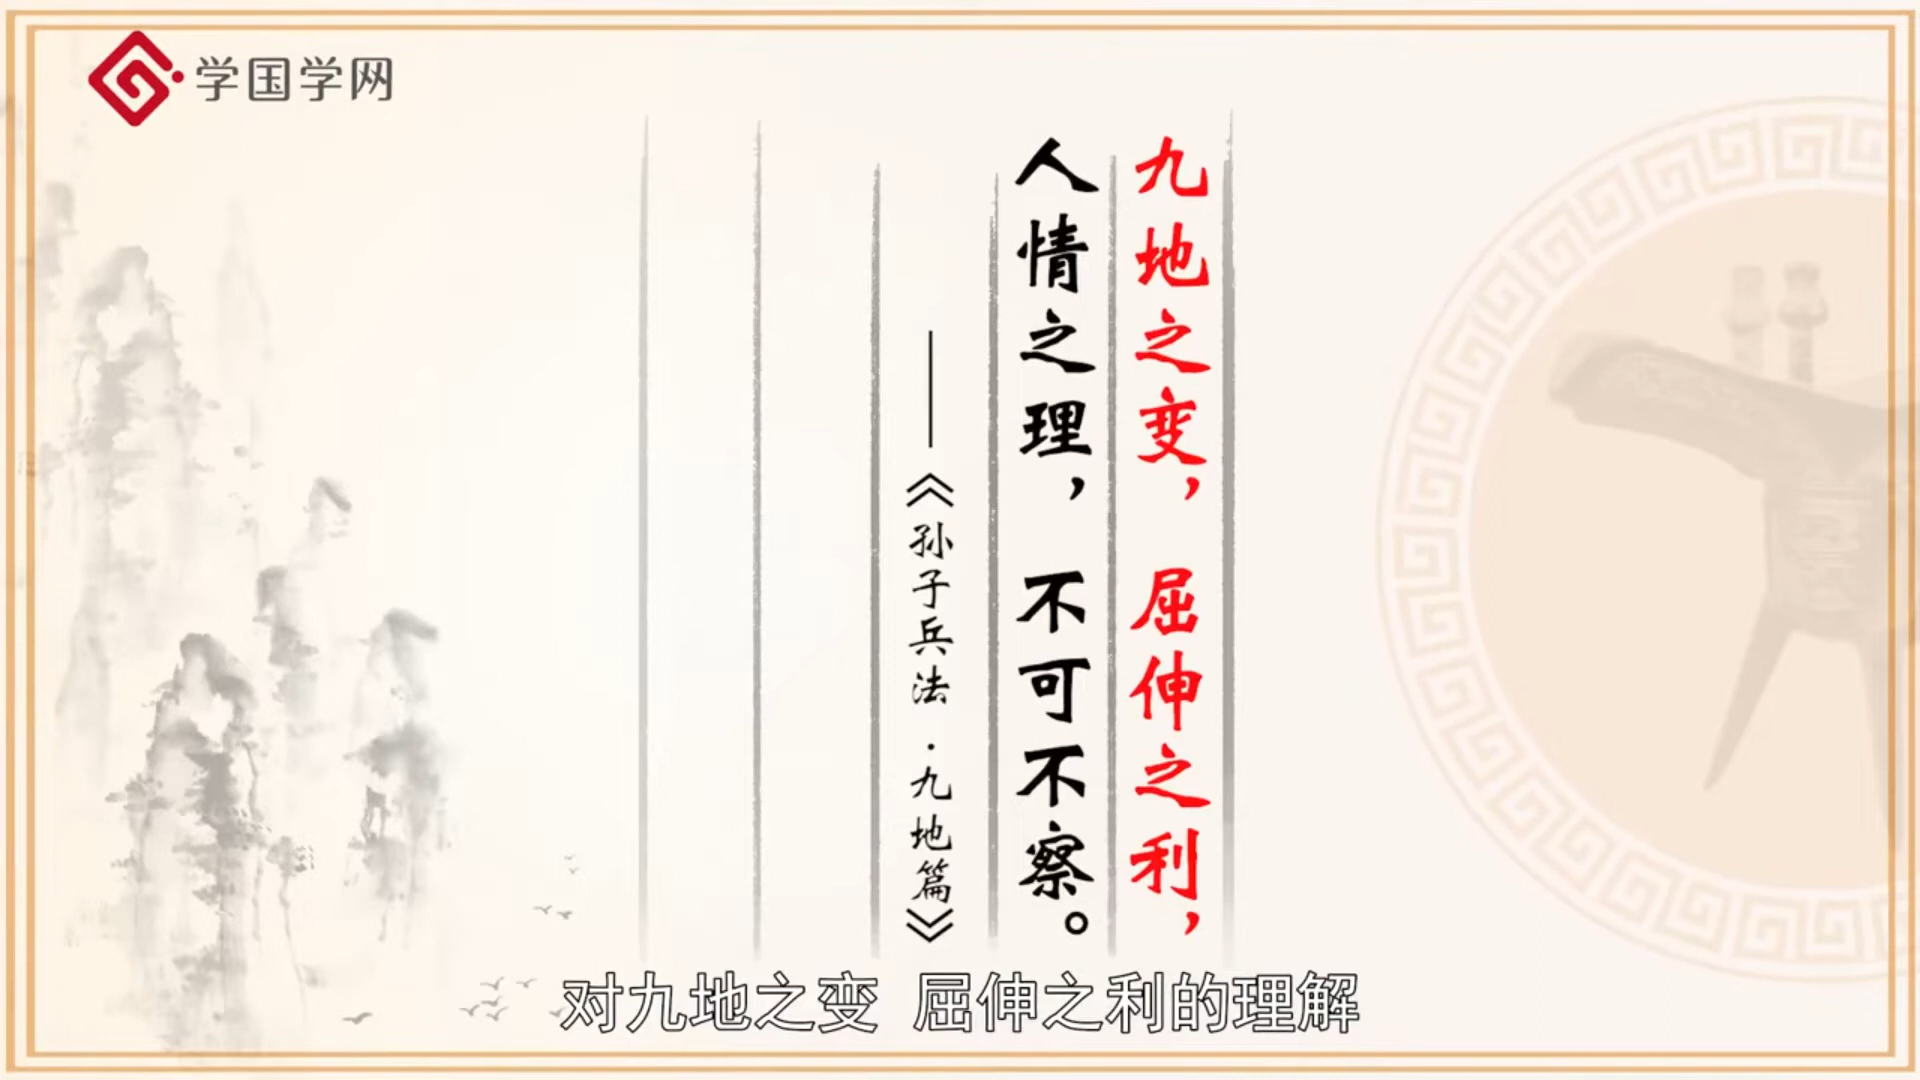 学国学网
九地之变，屈伸之利，
人情之理，不可不察。
——《孙子兵法·九地篇》
对九地之变 屈伸之利的理解